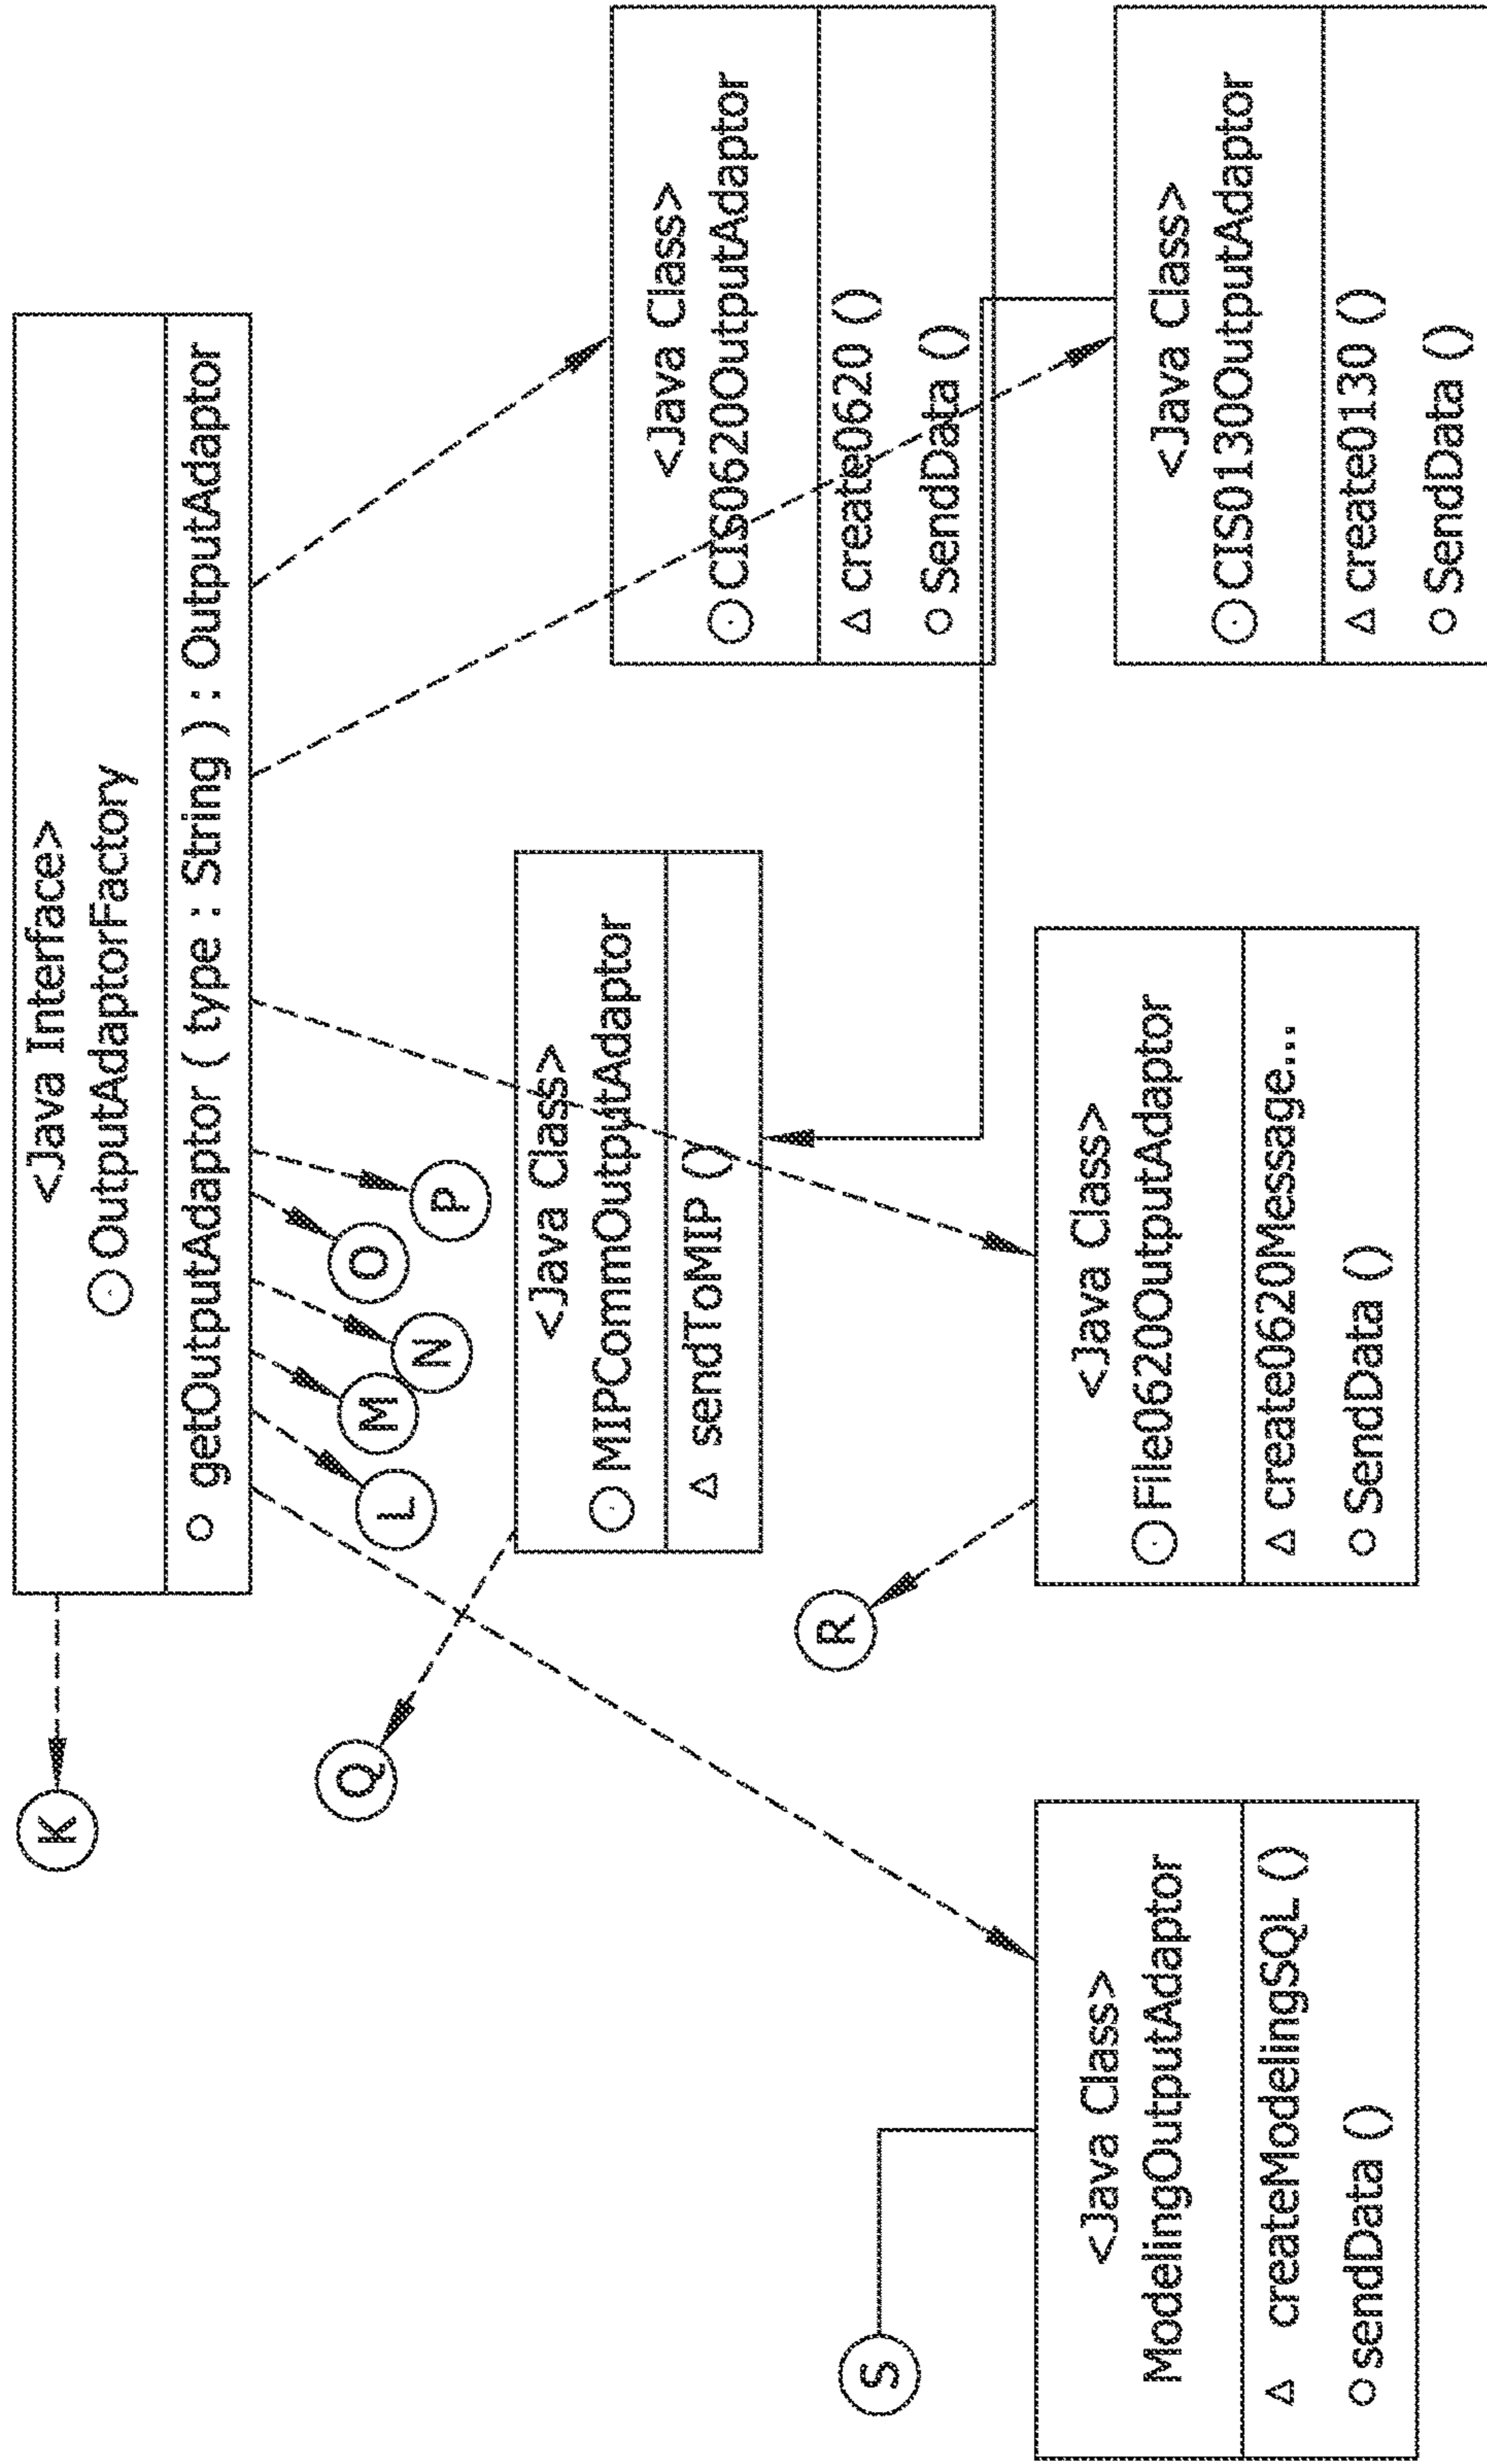 <Java Interface>
OutputAdaptorFactory
getOutputAdaptor ( type : String ) : OutputAdaptor
K
L
M
N
O
P
Q
<Java Class>
MIPCommOutputAdaptor
sendToMIP ()
<Java Class>
CIS0620OutputAdaptor
create0620 ()
SendData ()
R
S
<Java Class>
ModelingOutputAdaptor
createModelingSQL ()
sendData ()
<Java Class>
File0620OutputAdaptor
create0620Message...
SendData ()
<Java Class>
CIS0130OutputAdaptor
create0130 ()
SendData ()